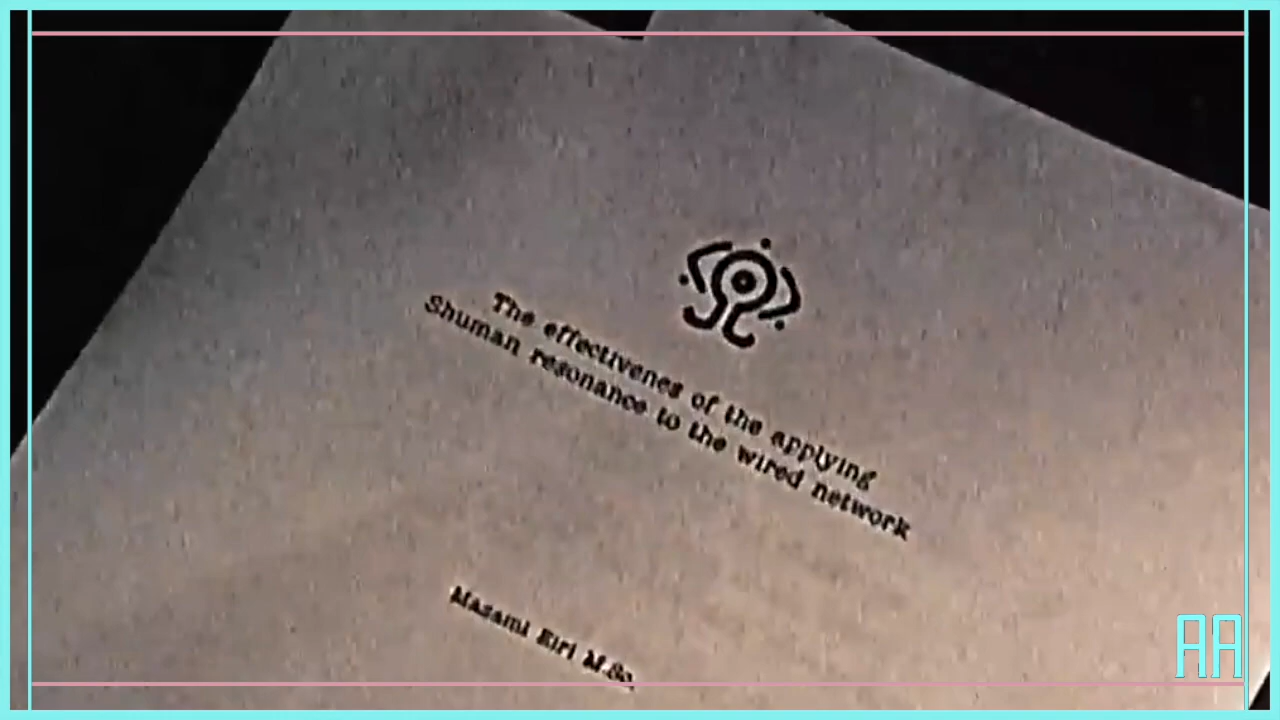 The effectivenes of the applying
Shuman resonance to the wired network
Masami Eiri M.Sc.
AA